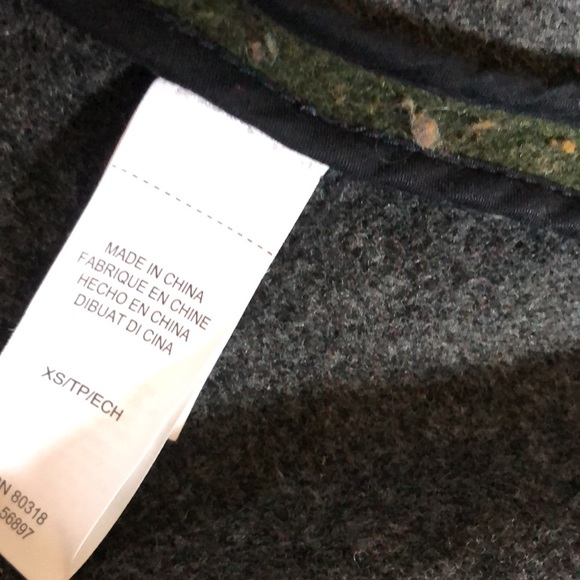 MADE IN CHINA
FABRIQUE EN CHINE
HECHO EN CHINA
DIBUAT DI CINA
XS/TP/ECH
80318
56897